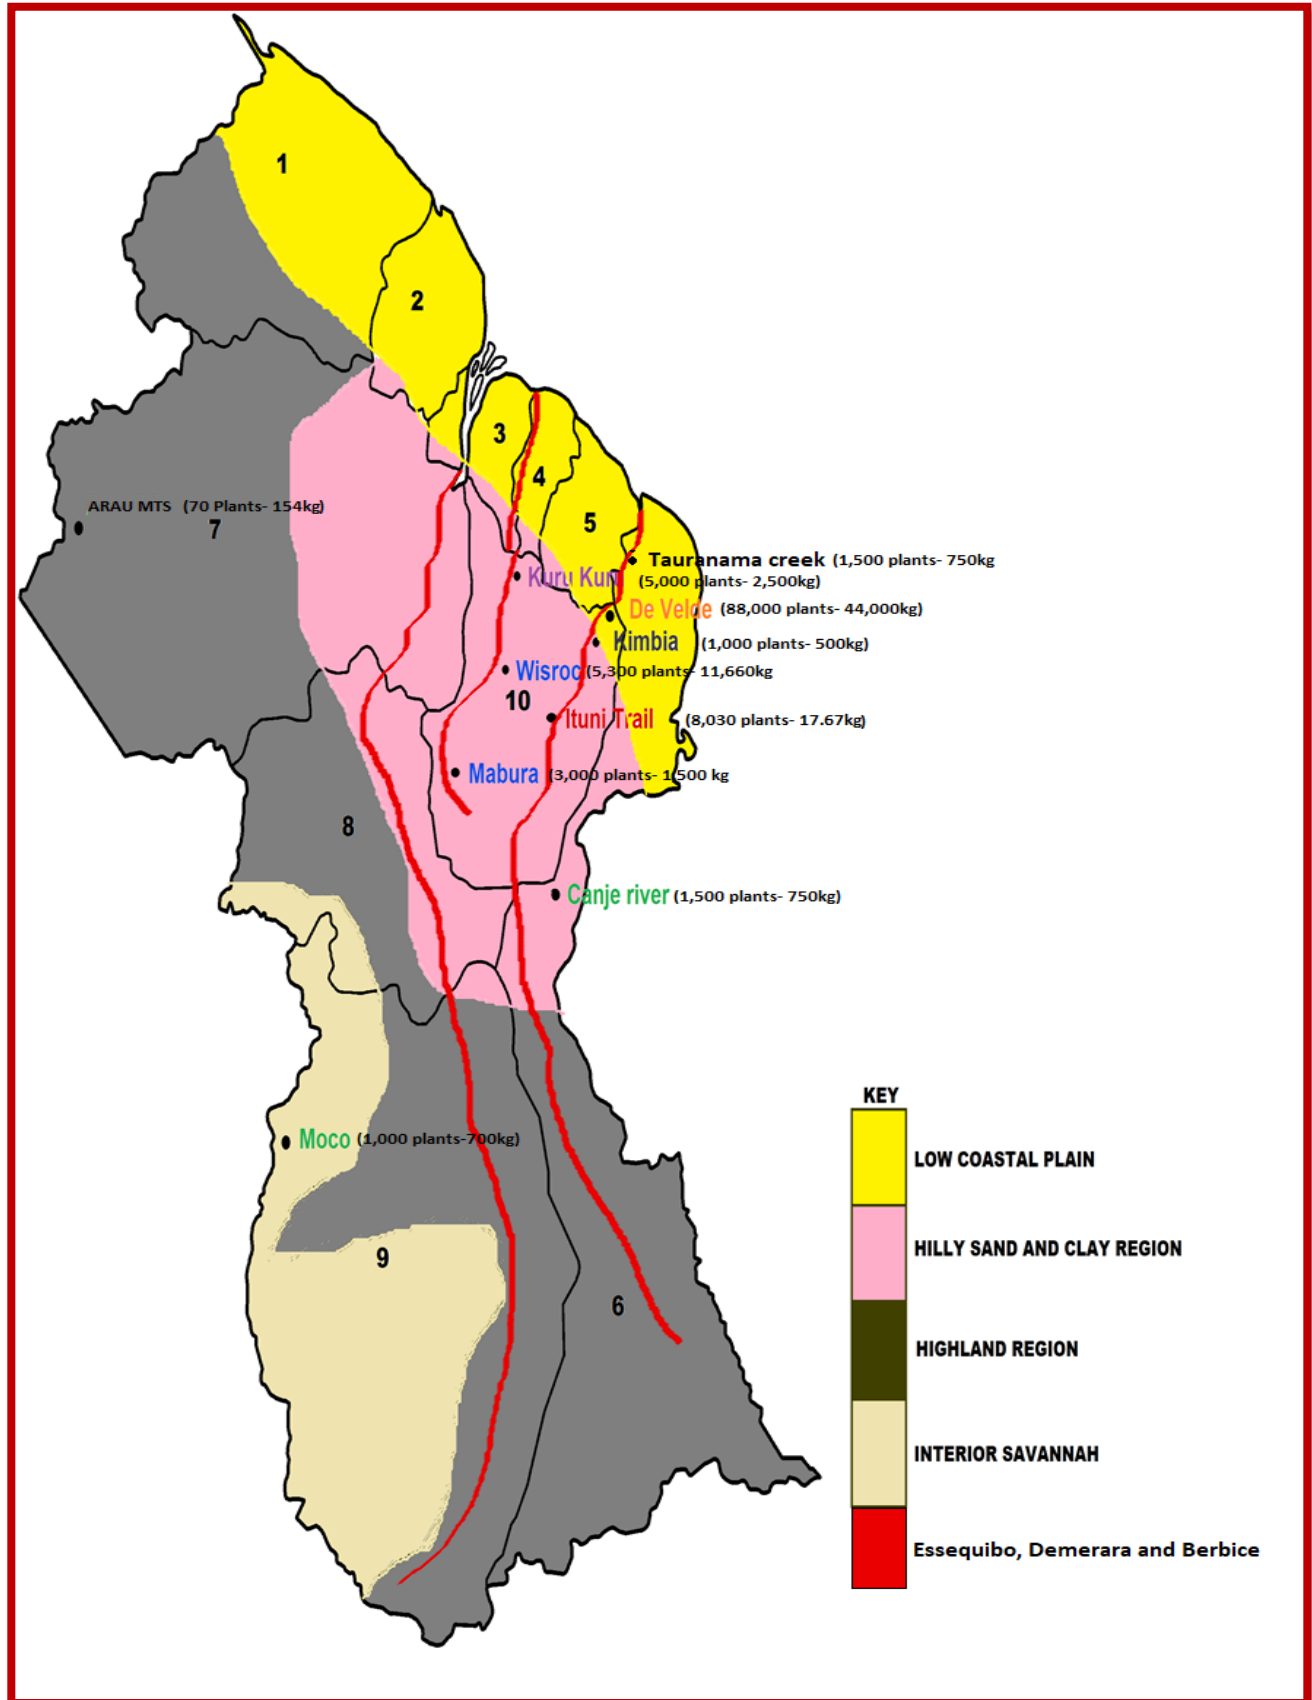 1
2
3
4
5
ARAU MTS (70 Plants- 154kg)
7
Tauranama creek (1,500 plants- 750kg
Kuru Kuru (5,000 plants- 2,500kg)
De Velde (88,000 plants- 44,000kg)
Kimbia (1,000 plants- 500kg)
Wisroc (5,300 plants- 11,660kg
10
Ituni Trail (8,030 plants- 17.67kg)
Mabura (3,000 plants- 1,500 kg
8
Canje river (1,500 plants- 750kg)
KEY
LOW COASTAL PLAIN
Moco (1,000 plants-700kg)
HILLY SAND AND CLAY REGION
9
6
HIGHLAND REGION
INTERIOR SAVANNAH
Essequibo, Demerara and Berbice